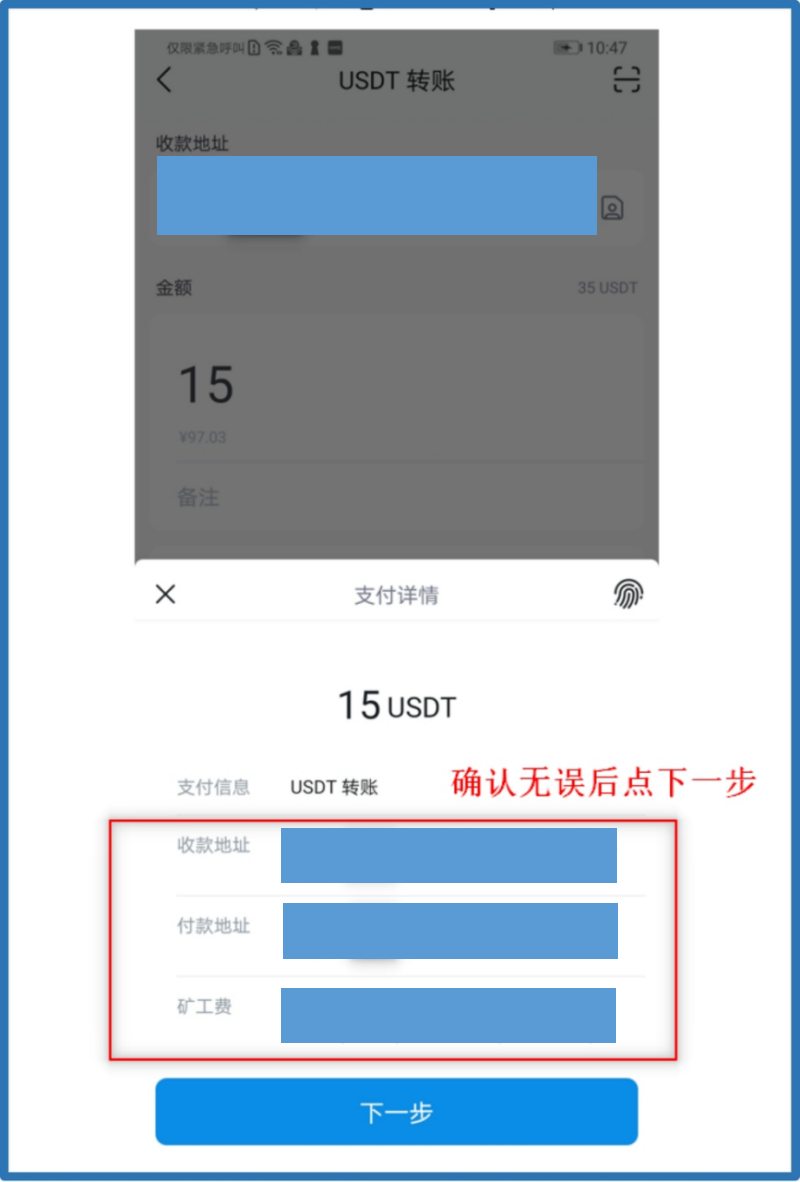 仅限紧急呼叫 10:47
USDT 转账
收款地址
金额 35 USDT
15
¥97.03
备注
支付详情
15 USDT
支付信息 USDT 转账
确认无误后点下一步
收款地址
付款地址
矿工费
下一步